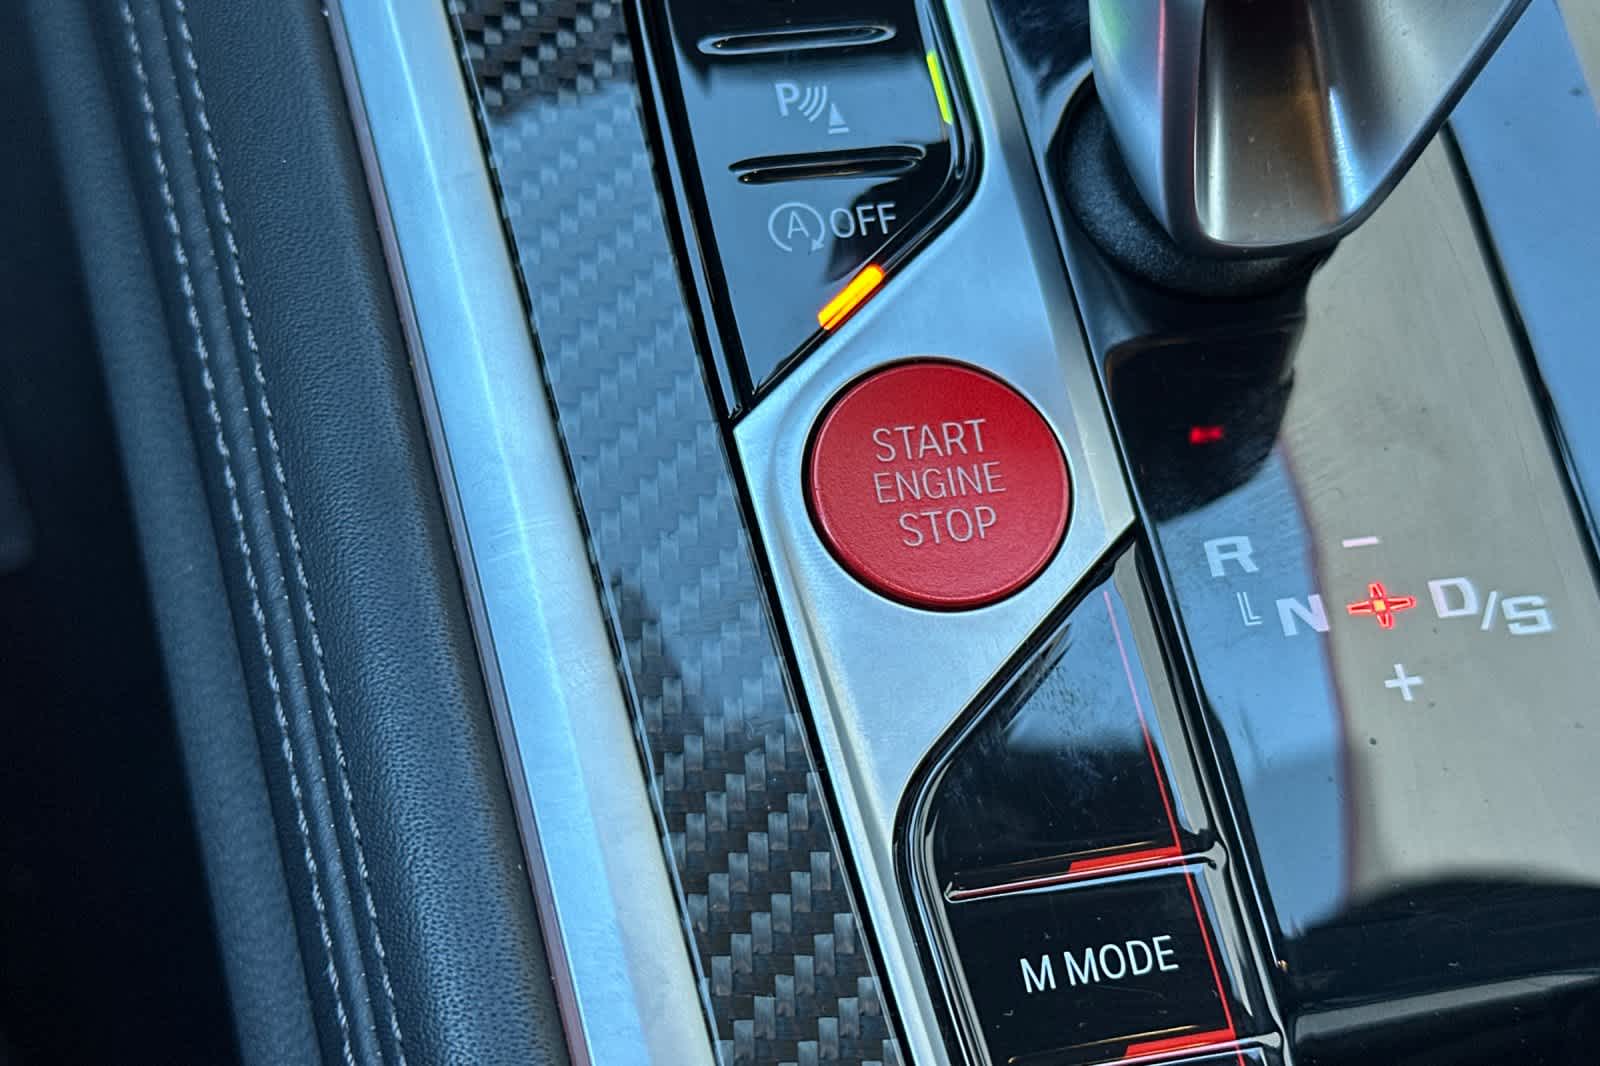 P
A OFF
START
ENGINE
STOP
R -
N D/S
+
M MODE